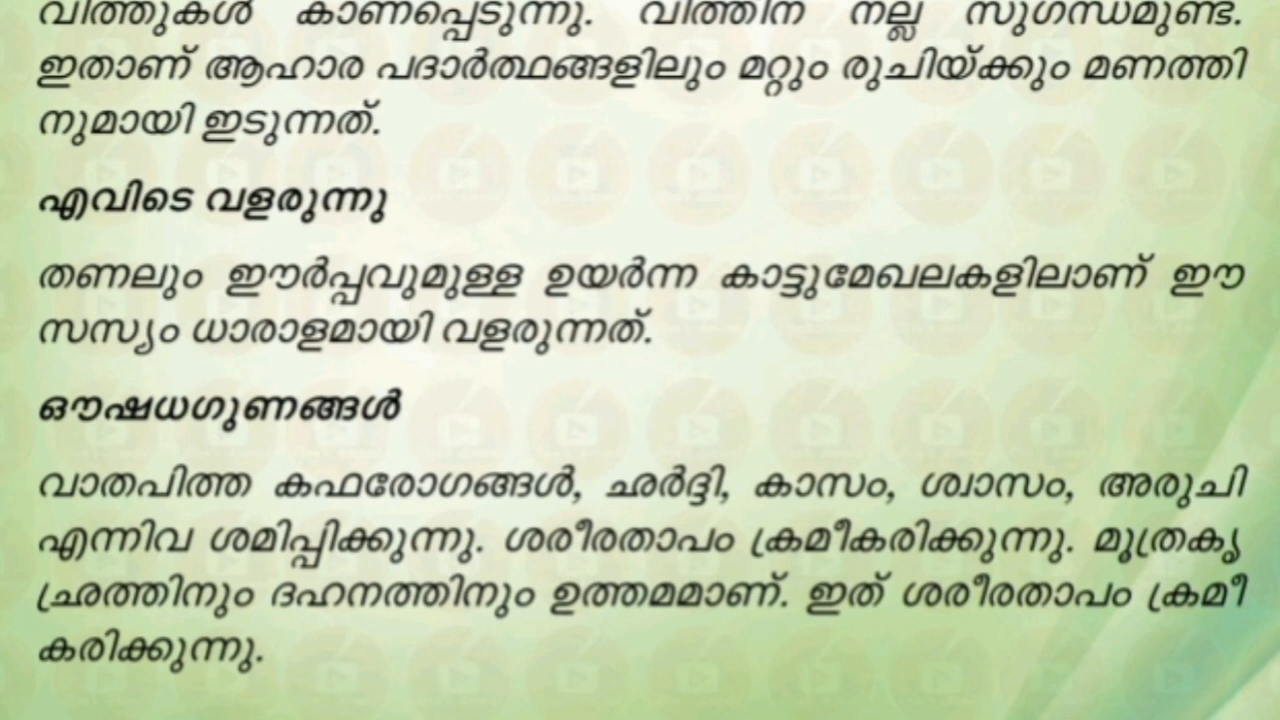 വിത്തുകൾ കാണപ്പെടുന്നു. വിത്തിന് നല്ല സുഗന്ധമുണ്ട്.
ഇതാണ് ആഹാര പദാർത്ഥങ്ങളിലും മറ്റും രുചിയ്ക്കും മണത്തി
നുമായി ഇടുന്നത്.
എവിടെ വളരുന്നു
തണലും ഈർപ്പവുമുള്ള ഉയർന്ന കാട്ടുമേഖലകളിലാണ് ഈ
സസ്യം ധാരാളമായി വളരുന്നത്.
ഔഷധഗുണങ്ങൾ
വാതപിത്ത കഫരോഗങ്ങൾ, ഛർദ്ദി, കാസം, ശ്വാസം, അരുചി
എന്നിവ ശമിപ്പിക്കുന്നു. ശരീരതാപം ക്രമീകരിക്കുന്നു. മൂത്രകൃ
ച്ഛ്രത്തിനും ദഹനത്തിനും ഉത്തമമാണ്. ഇത് ശരീരതാപം ക്രമീ
കരിക്കുന്നു.